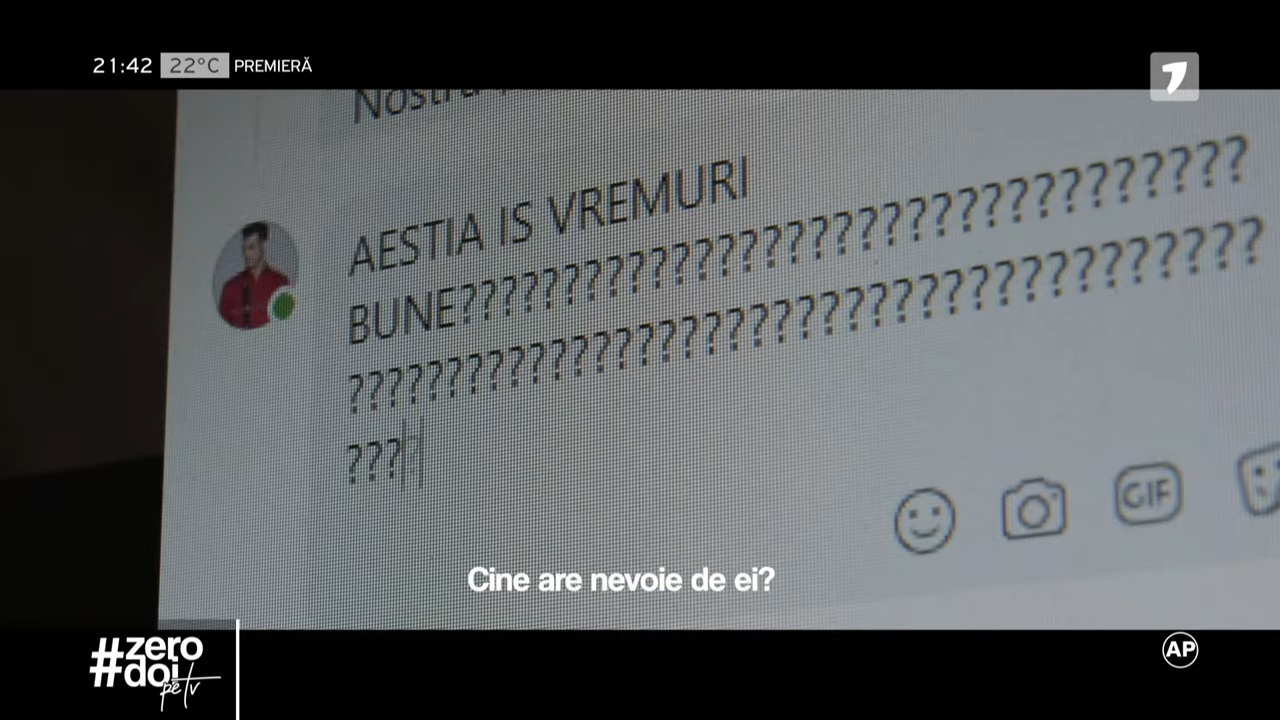 21:42 22°C PREMIERĂ
AESTIA IS VREMURI
BUNE????????????????????????????????????
???????????????????????????????????????????
???
GIF
Cine are nevoie de ei?
#zero
doi
pe tv
AP